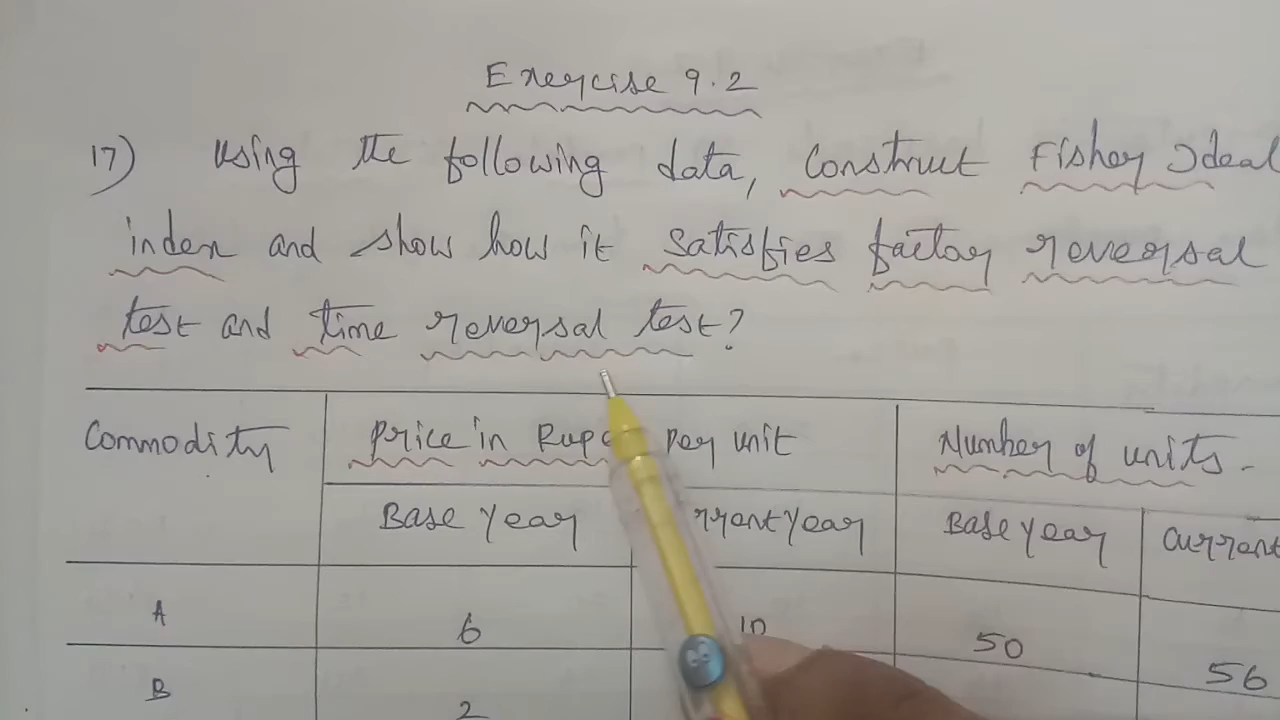 Exercise 9.2
17) Using the following data, Construct Fisher Ideal
index and show how it satisfies factor reversal
test and time reversal test?
Commodity Price in per unit Number of units.
Base Year year Base Year Current
A 6 10 50 56
B 2